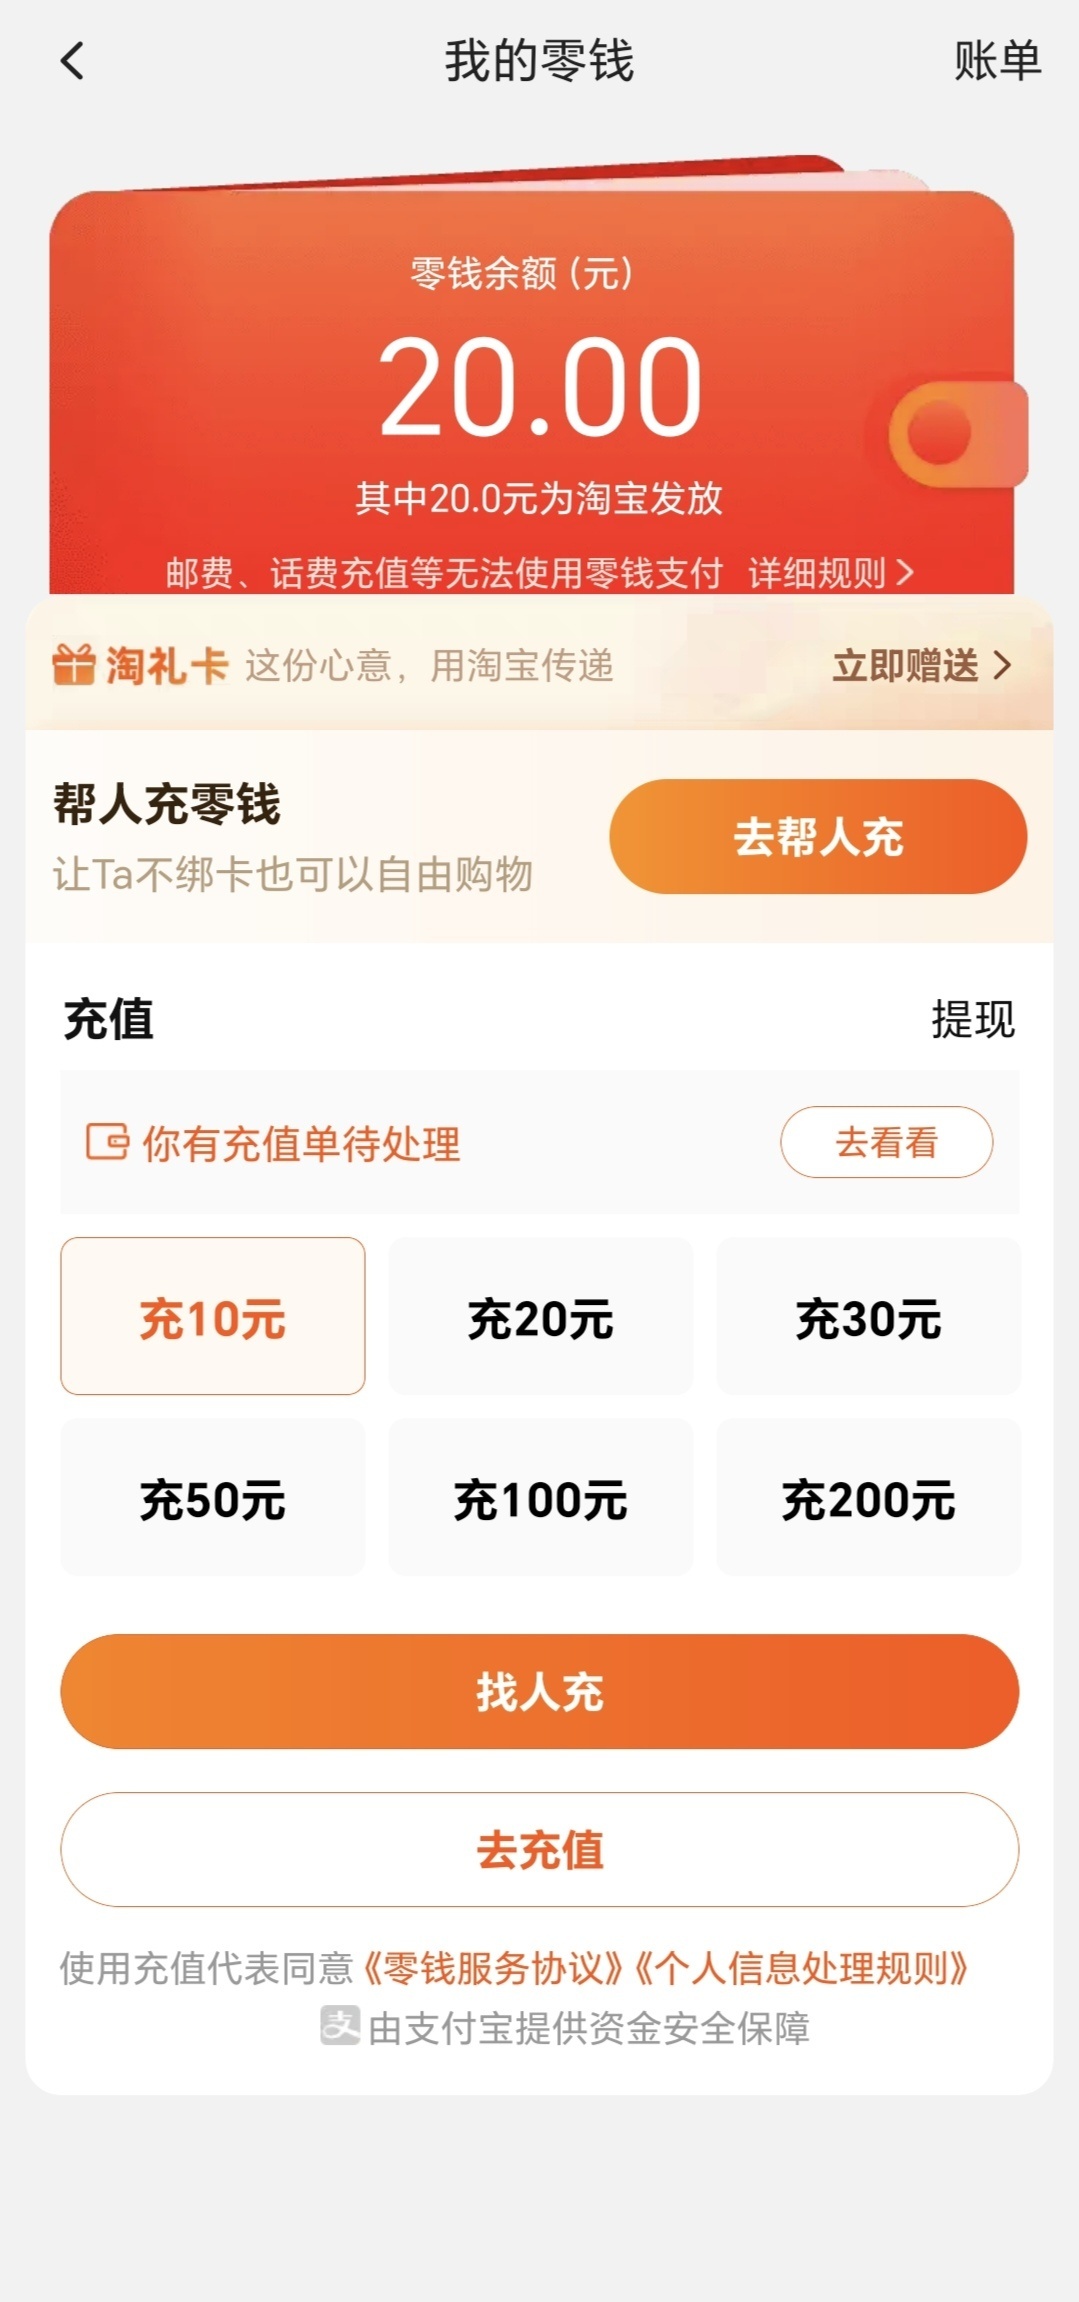 我的零钱 账单
零钱余额 (元)
20.00
其中20.0元为淘宝发放
邮费、话费充值等无法使用零钱支付 详细规则
淘礼卡 这份心意，用淘宝传递 立即赠送
帮人充零钱
去帮人充
让Ta不绑卡也可以自由购物
充值 提现
你有充值单待处理 去看看
充10元 充20元 充30元
充50元 充100元 充200元
找人充
去充值
使用充值代表同意《零钱服务协议》《个人信息处理规则》
支 由支付宝提供资金安全保障